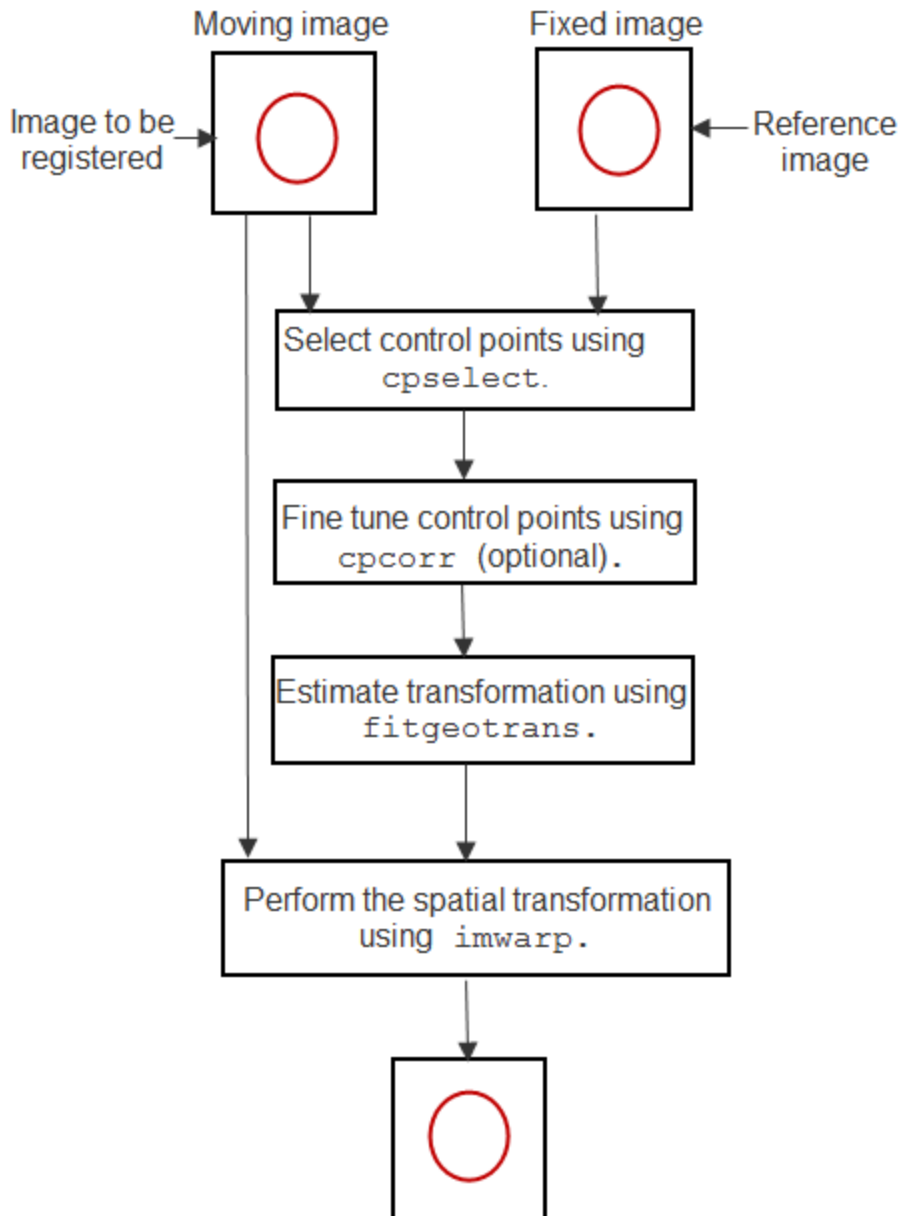 Moving image
Fixed image
Image to be
registered
Reference
image
Select control points using
cpselect.
Fine tune control points using
cpcorr (optional).
Estimate transformation using
fitgeotrans.
Perform the spatial transformation
using imwarp.